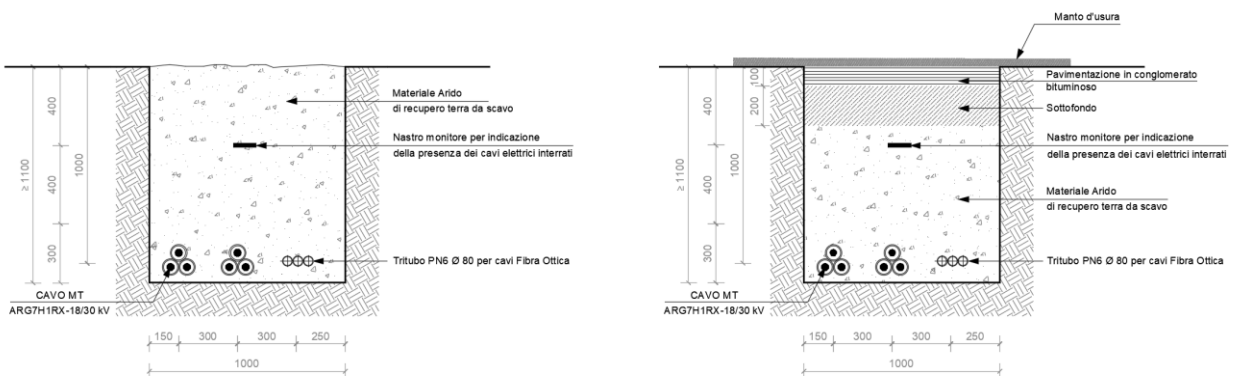 400
400
300
≥ 1100
1000
Materiale Arido
di recupero terra da scavo
Nastro monitore per indicazione
della presenza dei cavi elettrici interrati
Tritubo PN6 Ø 80 per cavi Fibra Ottica
CAVO MT
ARG7H1RX-18/30 kV
150
300
300
250
1000
Manto d'usura
100
200
400
400
300
≥ 1100
1000
Pavimentazione in conglomerato
bituminoso
Sottofondo
Nastro monitore per indicazione
della presenza dei cavi elettrici interrati
Materiale Arido
di recupero terra da scavo
Tritubo PN6 Ø 80 per cavi Fibra Ottica
CAVO MT
ARG7H1RX-18/30 kV
150
300
300
250
1000